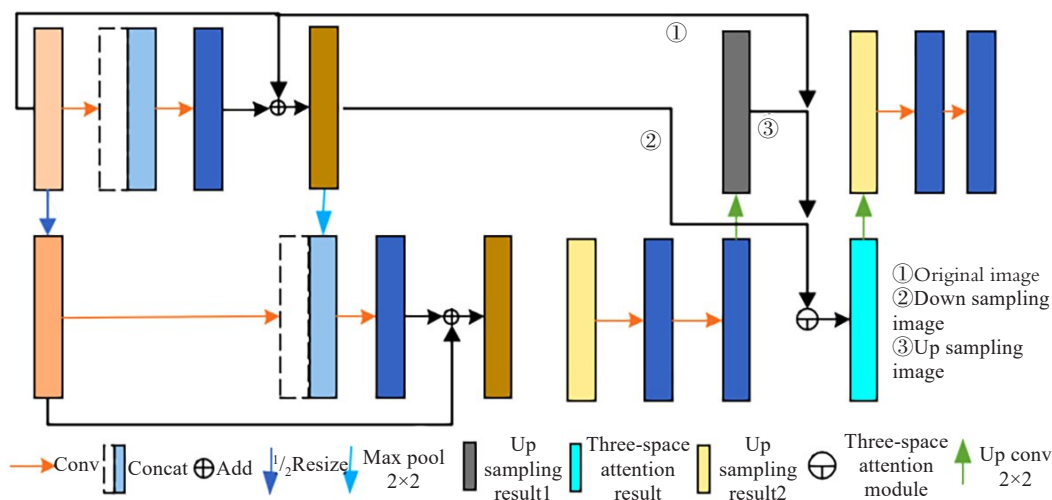 ①
②
③
①Original image
②Down sampling
image
③Up sampling
image
Conv
Concat
Add
1/2Resize
Max pool
2×2
Up
sampling
result1
Three-space
attention
result
Up
sampling
result2
Three-space
attention
module
Up conv
2×2